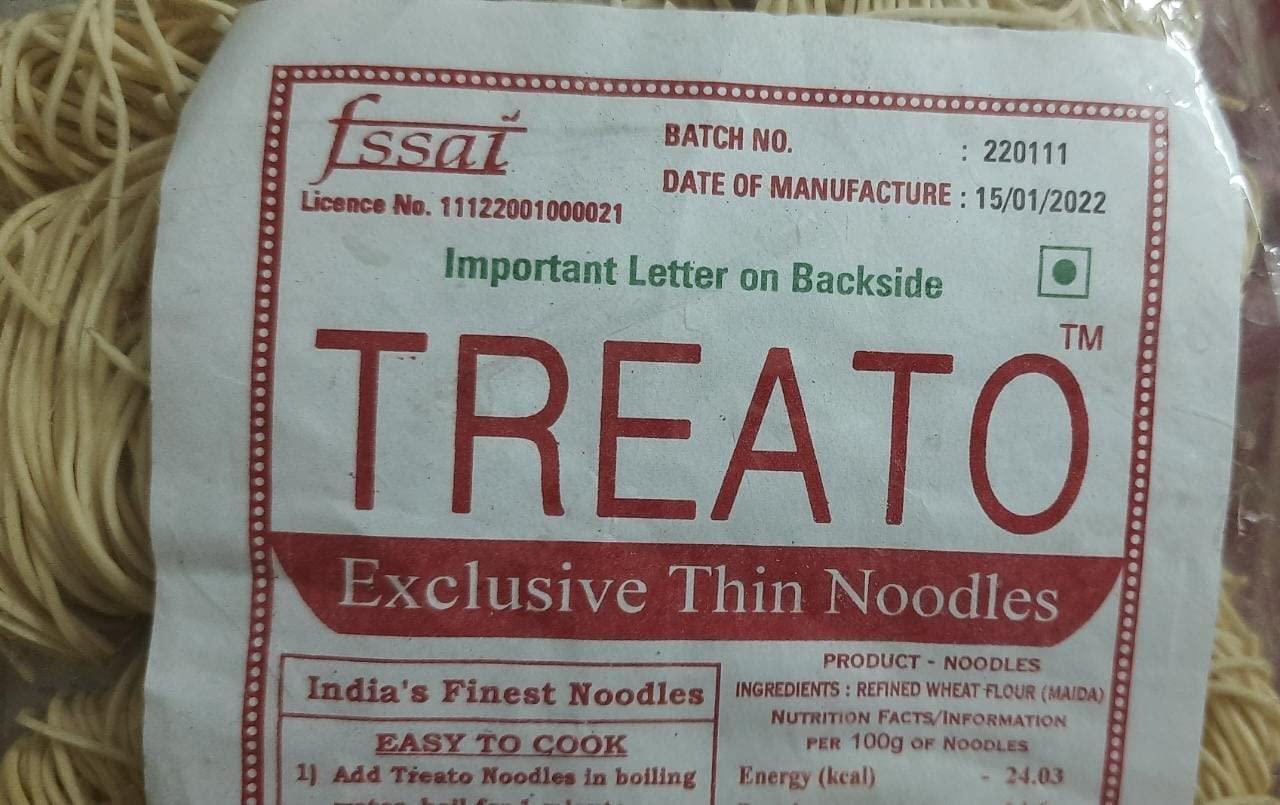 fssai
Licence No. 11122001000021
BATCH NO. : 220111
DATE OF MANUFACTURE : 15/01/2022
Important Letter on Backside
TREATO™
Exclusive Thin Noodles
India's Finest Noodles
EASY TO COOK
1) Add Treato Noodles in boiling
PRODUCT - NOODLES
INGREDIENTS : REFINED WHEAT FLOUR (MAIDA)
NUTRITION FACTS/INFORMATION
PER 100g OF NOODLES
Energy (kcal) - 24.03